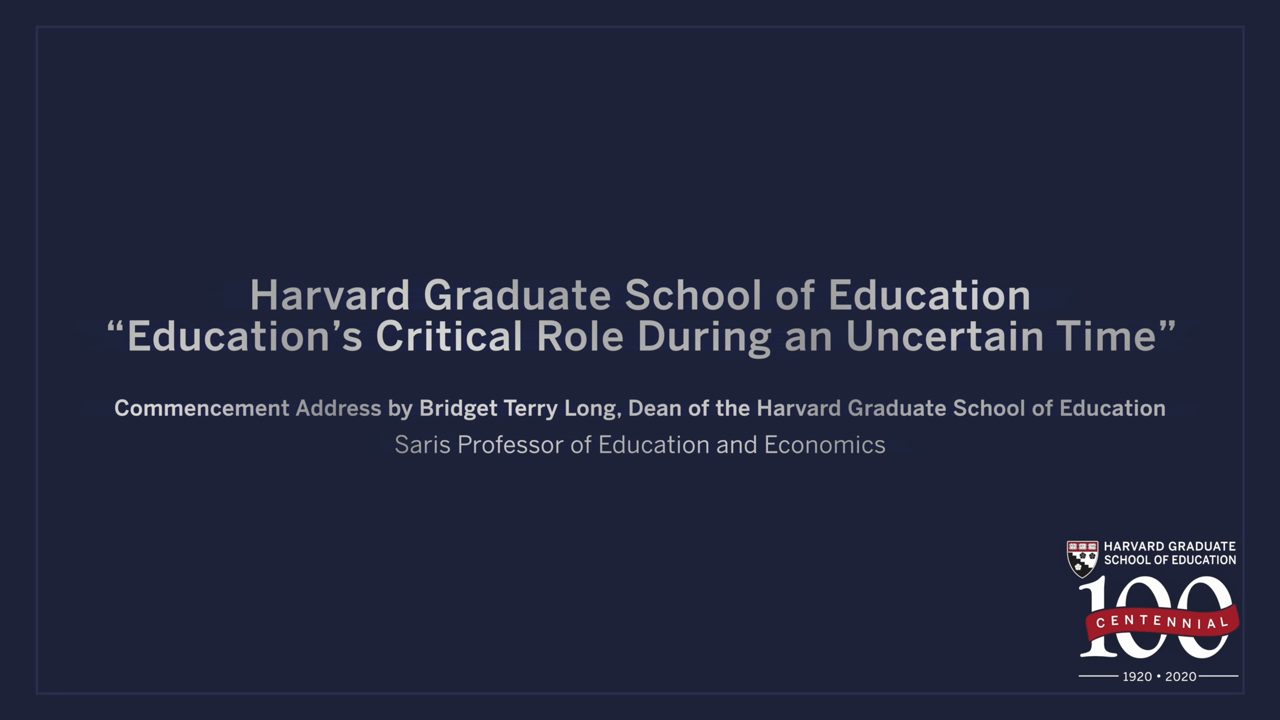 Harvard Graduate School of Education
“Education’s Critical Role During an Uncertain Time”
Commencement Address by Bridget Terry Long, Dean of the Harvard Graduate School of Education
Saris Professor of Education and Economics
HARVARD GRADUATE
SCHOOL OF EDUCATION
100
CENTENNIAL
1920 • 2020